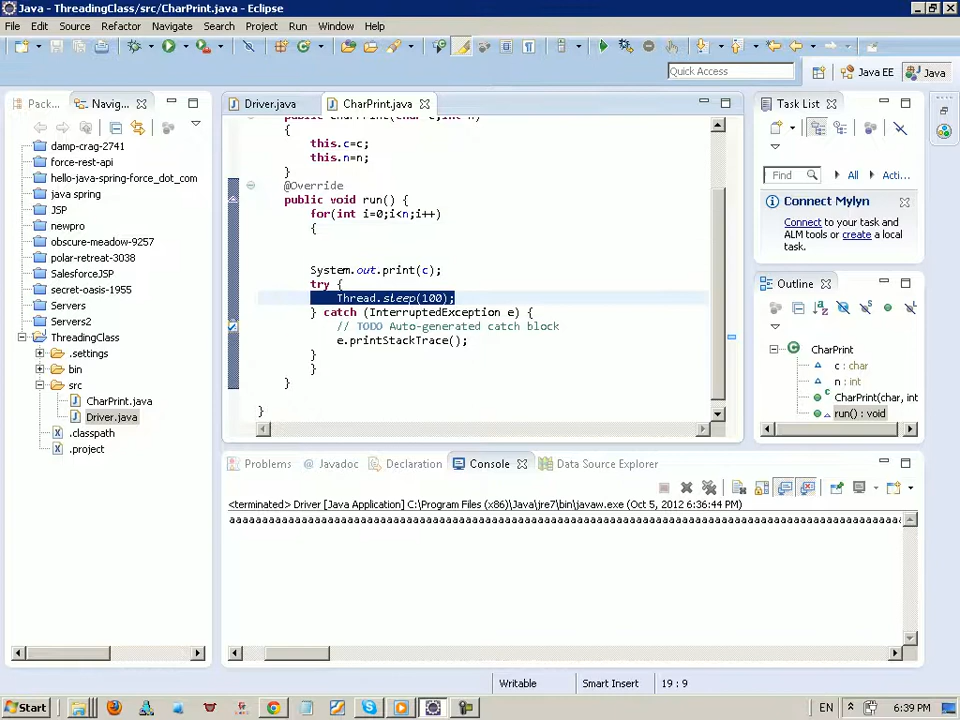 Java - ThreadingClass/src/CharPrint.java - Eclipse
File Edit Source Refactor Navigate Search Project Run Window Help
Quick Access
Java EE
Java
Pack...
Navig...
Driver.java
CharPrint.java
Task List
damp-crag-2741
force-rest-api
hello-java-spring-force_dot_com
java spring
JSP
newpro
obscure-meadow-9257
polar-retreat-3038
SalesforceJSP
secret-oasis-1955
Servers
Servers2
ThreadingClass
.settings
bin
src
CharPrint.java
Driver.java
.classpath
.project
{
this.c=c;
this.n=n;
}
@Override
public void run() {
for(int i=0;i<n;i++)
{
System.out.print(c);
try {
Thread.sleep(100);
} catch (InterruptedException e) {
// TODO Auto-generated catch block
e.printStackTrace();
}
}
}
}
Find
All
Acti...
Connect Mylyn
Connect to your task and
ALM tools or create a local
task.
Outline
CharPrint
c : char
n : int
CharPrint(char, int
run() : void
Problems
Javadoc
Declaration
Console
Data Source Explorer
<terminated> Driver [Java Application] C:\Program Files (x86)\Java\jre7\bin\javaw.exe (Oct 5, 2012 6:36:44 PM)
Writable
Smart Insert
19 : 9
Start
EN
6:39 PM